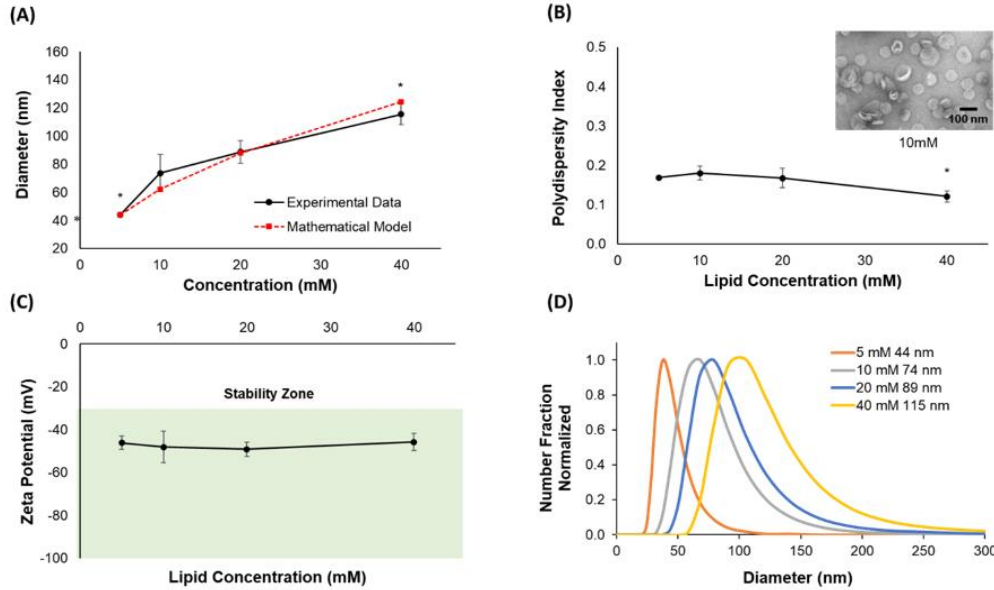 (A)
160
140
120
100
80
60
40
20
Diameter (nm)
*
*
*
Experimental Data
Mathematical Model
0
10
20
30
40
Concentration (mM)
(B)
0.5
0.4
0.3
0.2
0.1
0.0
Polydispersity Index
100 nm
10mM
*
0
10
20
30
40
Lipid Concentration (mM)
(C)
0
10
20
30
40
0
-20
-40
-60
-80
-100
Zeta Potential (mV)
Stability Zone
Lipid Concentration (mM)
(D)
1.0
0.8
0.6
0.4
0.2
0.0
Number Fraction
Normalized
5 mM 44 nm
10 mM 74 nm
20 mM 89 nm
40 mM 115 nm
0
50
100
150
200
250
300
Diameter (nm)